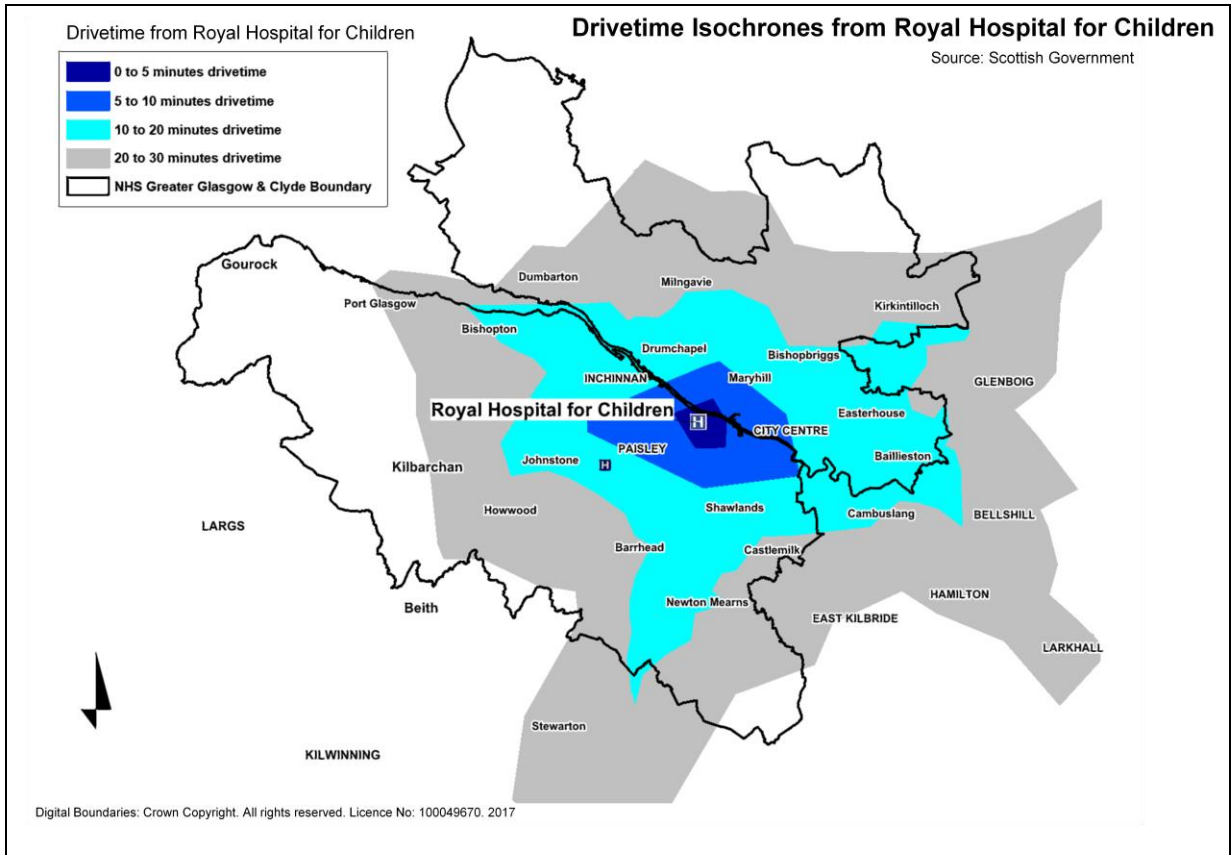 Drivetime Isochrones from Royal Hospital for Children
Source: Scottish Government
Drivetime from Royal Hospital for Children
0 to 5 minutes drivetime
5 to 10 minutes drivetime
10 to 20 minutes drivetime
20 to 30 minutes drivetime
NHS Greater Glasgow & Clyde Boundary
Gourock
Port Glasgow
Dumbarton
Milngavie
Kirkintilloch
Bishopton
Drumchapel
Bishopbriggs
INCHINNAN
Maryhill
GLENBOIG
Royal Hospital for Children
H
Easterhouse
CITY CENTRE
PAISLEY
Baillieston
Johnstone
H
Kilbarchan
Howwood
Shawlands
Cambuslang
BELLSHILL
LARGS
Barrhead
Castlemilk
Beith
Newton Mearns
HAMILTON
EAST KILBRIDE
LARKHALL
Stewarton
KILWINNING
Digital Boundaries: Crown Copyright. All rights reserved. Licence No: 100049670. 2017